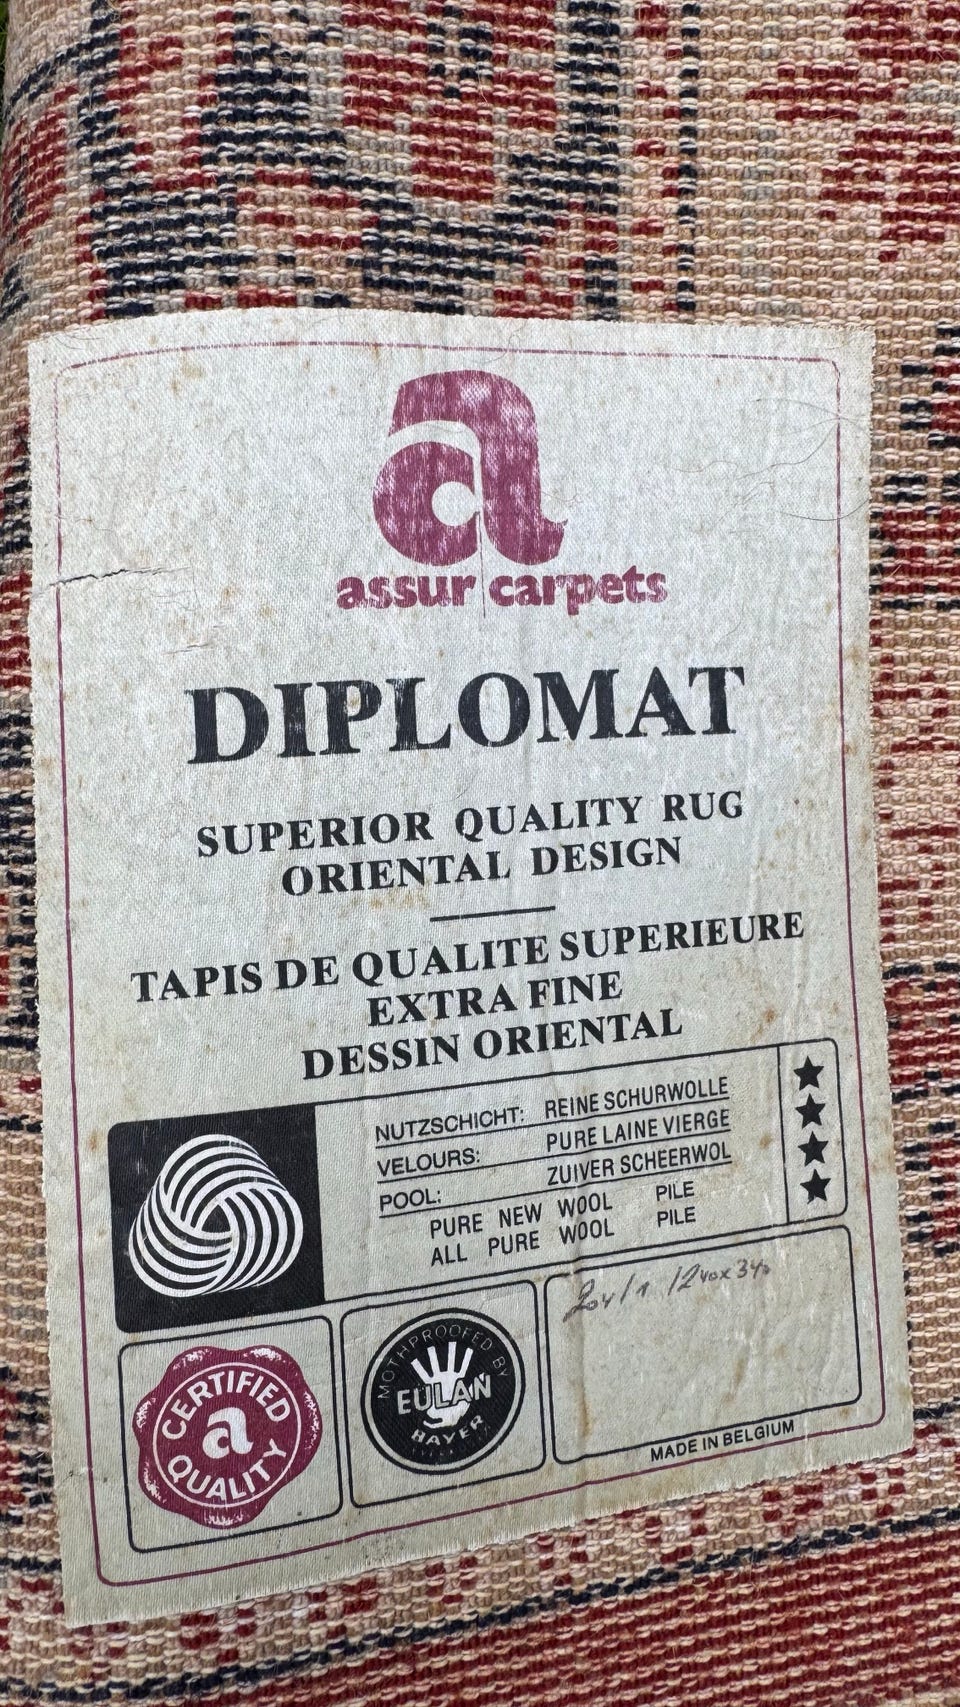 a
assur carpets
DIPLOMAT
SUPERIOR QUALITY RUG
ORIENTAL DESIGN
TAPIS DE QUALITE SUPERIEURE
EXTRA FINE
DESSIN ORIENTAL
NUTZSCHICHT: REINE SCHURWOLLE
VELOURS: PURE LAINE VIERGE
POOL: ZUIVER SCHEERWOL
PURE NEW WOOL PILE
ALL PURE WOOL PILE
CERTIFIED
a
QUALITY
MOTHPROOFED BY
EULAN
BAYER
240x340
MADE IN BELGIUM